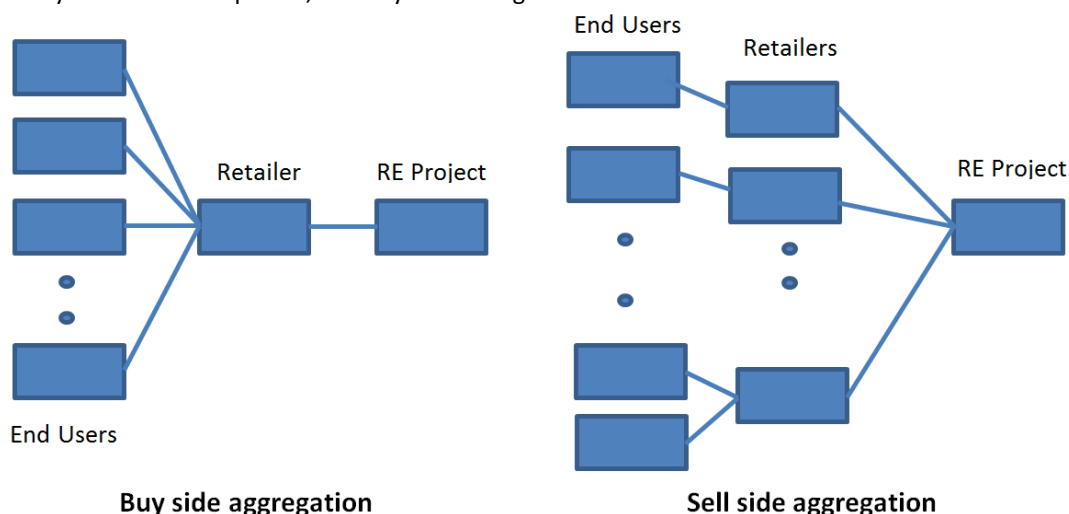 End Users
Retailers
Retailer
RE Project
RE Project
End Users
Buy side aggregation
Sell side aggregation